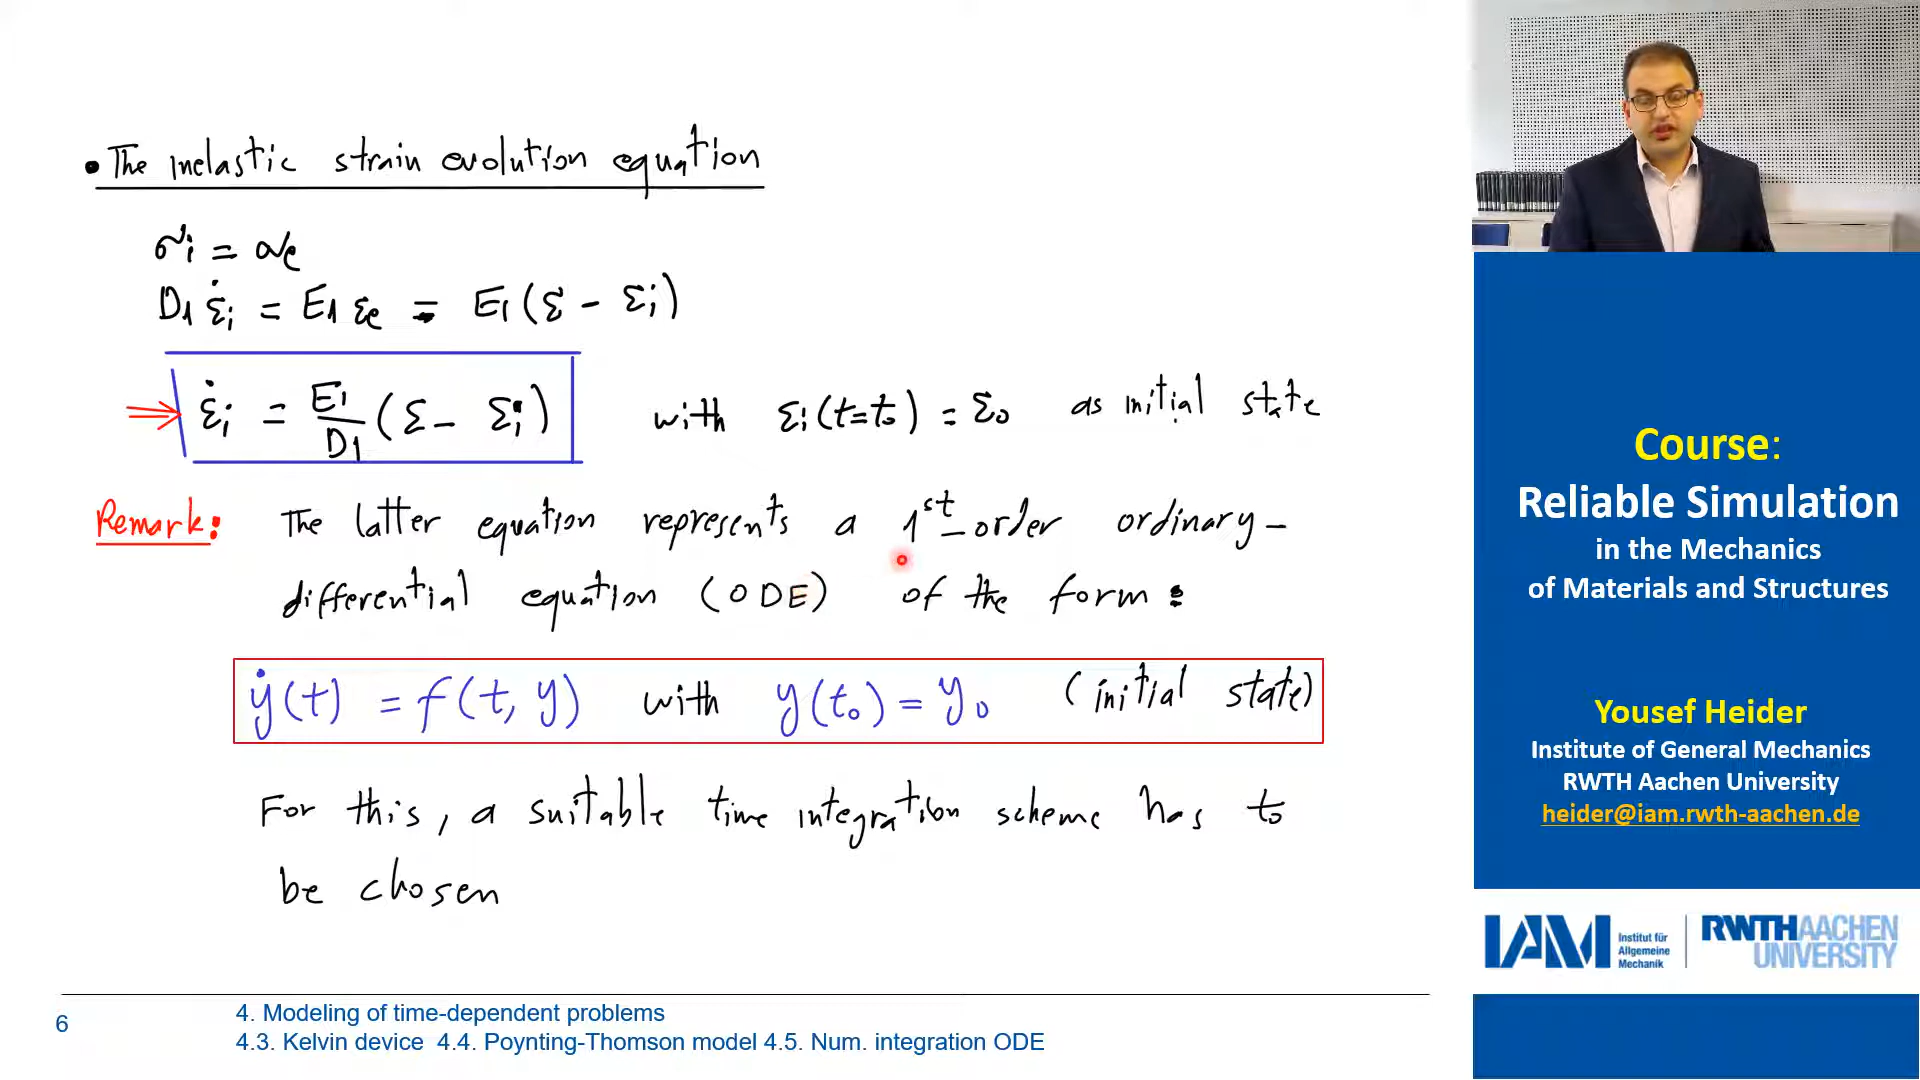 • The inelastic strain evolution equation
σi = σe
D1 ε̇i = E1 εe = E1 (ε - εi)
ε̇i = E1/D1 (ε - εi) with εi (t=t0) = ε0 as initial state
Remark: The latter equation represents a 1st-order ordinary-
differential equation (ODE) of the form:
ẏ(t) = f(t, y) with y(t0) = y0 (initial state)
For this, a suitable time integration scheme has to
be chosen
6
4. Modeling of time-dependent problems
4.3. Kelvin device 4.4. Poynting-Thomson model 4.5. Num. integration ODE
Course:
Reliable Simulation
in the Mechanics
of Materials and Structures
Yousef Heider
Institute of General Mechanics
RWTH Aachen University
heider@iam.rwth-aachen.de
IAM Institut für
Allgemeine
Mechanik
RWTH AACHEN
UNIVERSITY